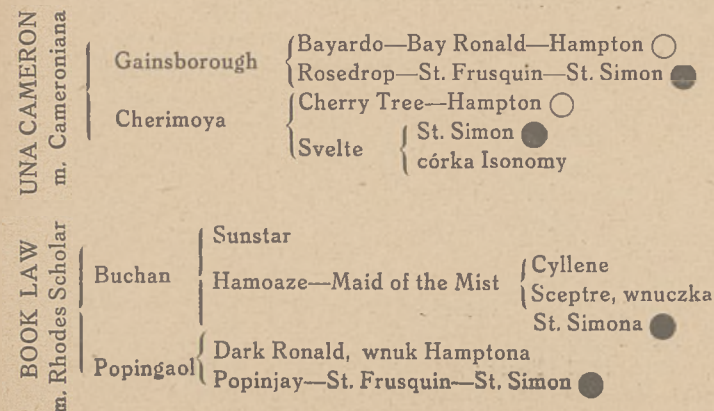 UNA CAMERON
m. Cameroniana
Gainsborough
Bayardo—Bay Ronald—Hampton
Rosedrop—St. Frusquin—St. Simon
Cherimoya
Cherry Tree—Hampton
Svelte
St. Simon
córka Isonomy
BOOK LAW
m. Rhodes Scholar
Buchan
Sunstar
Hamoaze—Maid of the Mist
Cyllene
Sceptre, wnuczka
St. Simona
Popingaol
Dark Ronald, wnuk Hamptona
Popinjay—St. Frusquin—St. Simon